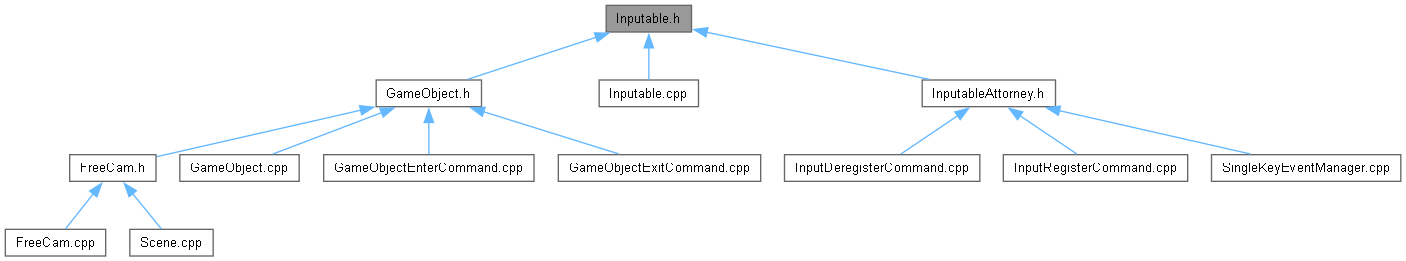 Inputable.h
GameObject.h
Inputable.cpp
InputableAttorney.h
FreeCam.h
GameObject.cpp
GameObjectEnterCommand.cpp
GameObjectExitCommand.cpp
InputDeregisterCommand.cpp
InputRegisterCommand.cpp
SingleKeyEventManager.cpp
FreeCam.cpp
Scene.cpp